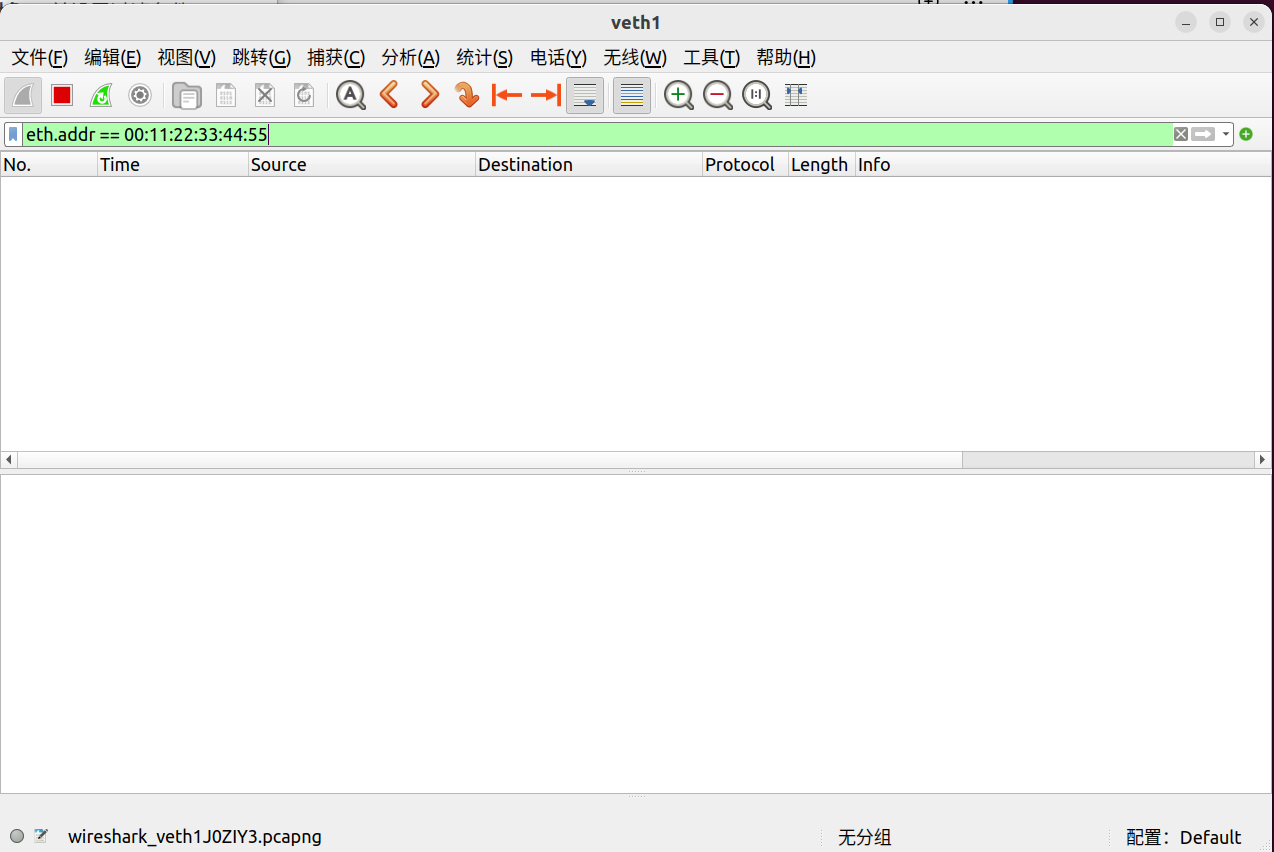 veth1
文件(F) 编辑(E) 视图(V) 跳转(G) 捕获(C) 分析(A) 统计(S) 电话(Y) 无线(W) 工具(T) 帮助(H)
eth.addr == 00:11:22:33:44:55
No. Time Source Destination Protocol Length Info
wireshark_veth1J0ZIY3.pcapng 无分组 配置：Default